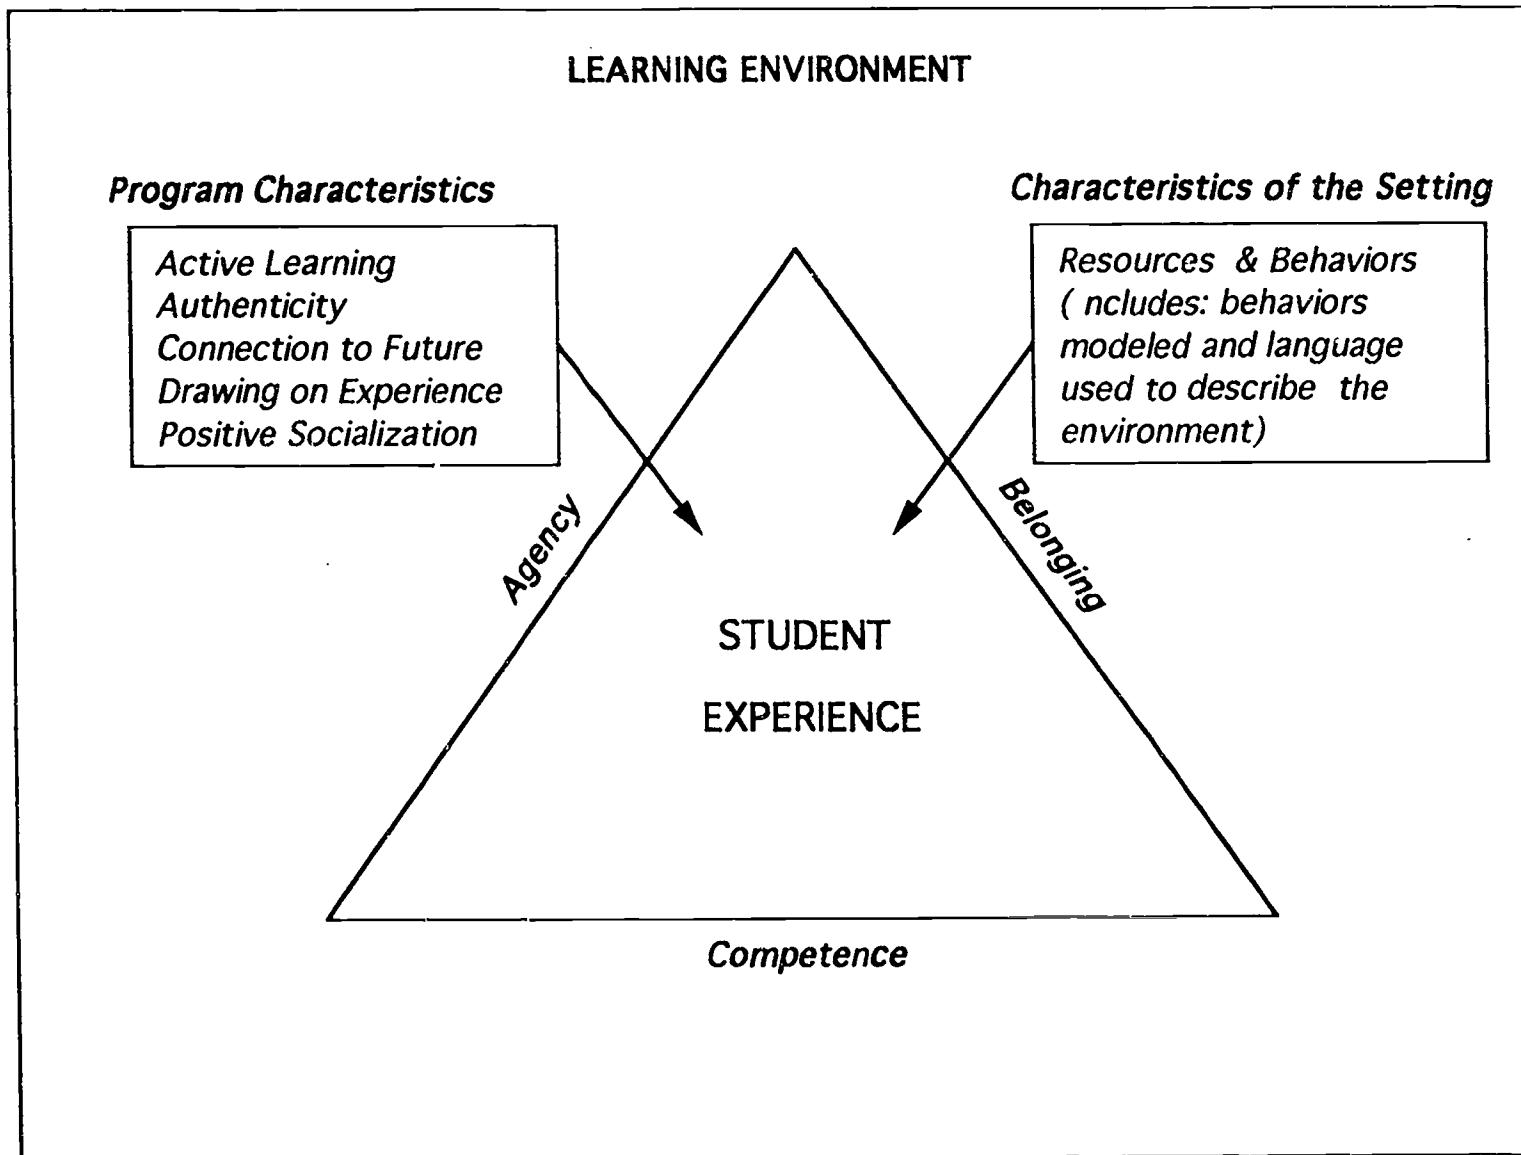 LEARNING ENVIRONMENT
Program Characteristics
Active Learning
Authenticity
Connection to Future
Drawing on Experience
Positive Socialization
Characteristics of the Setting
Resources & Behaviors
( ncludes: behaviors
modeled and language
used to describe the
environment)
Agency
Belonging
STUDENT
EXPERIENCE
Competence